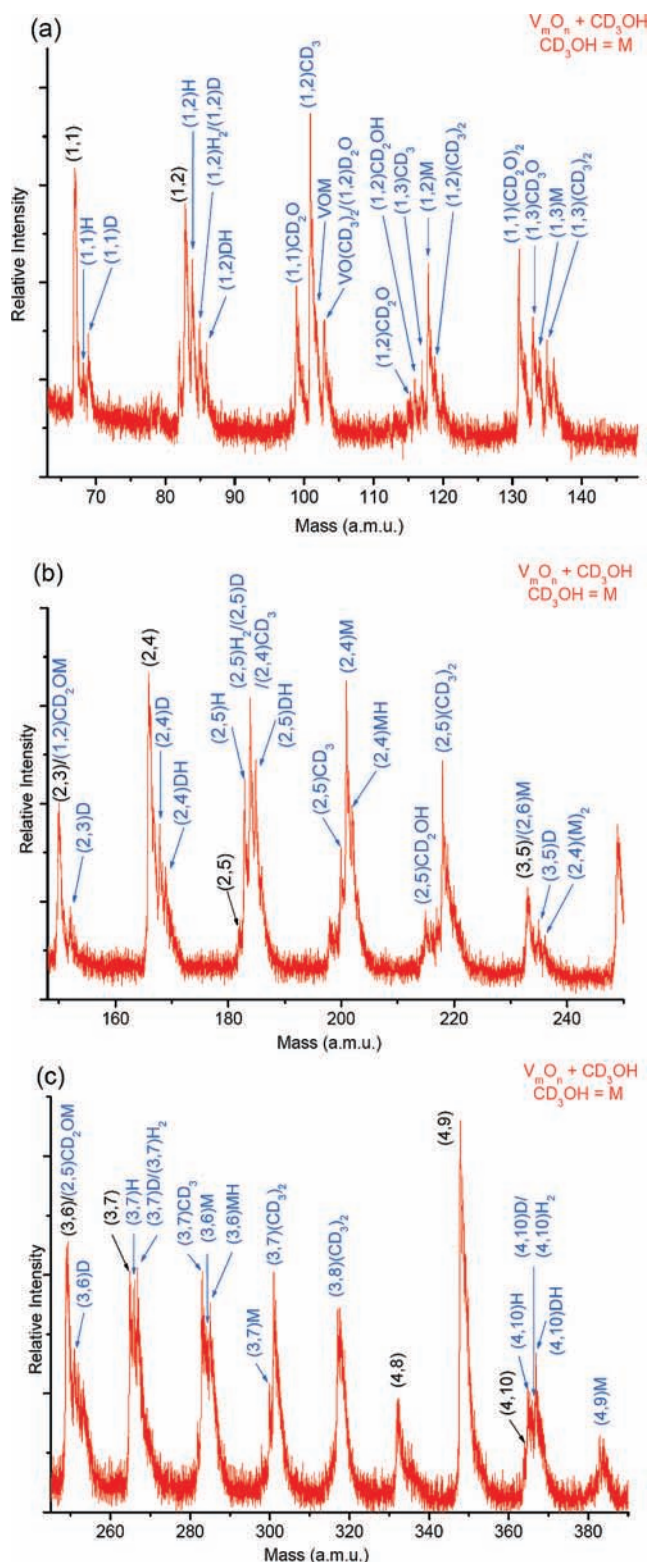 (a)
VₘOₙ + CD₃OH
CD₃OH = M
(1,1)
(1,1)H
(1,1)D
(1,2)
(1,2)H
(1,2)H₂/(1,2)D
(1,2)DH
(1,1)CD₂O
(1,2)CD₃
VOM
VO(CD₃)₂/(1,2)D₂O
(1,2)CD₂O
(1,2)CD₂OH
(1,3)CD₃
(1,2)M
(1,2)(CD₃)₂
(1,1)(CD₂O)₂
(1,3)CD₃O
(1,3)M
(1,3)(CD₃)₂
Relative Intensity
70 80 90 100 110 120 130 140
Mass (a.m.u.)
(b)
VₘOₙ + CD₃OH
CD₃OH = M
(2,3)/(1,2)CD₂OM
(2,3)D
(2,4)
(2,4)D
(2,4)DH
(2,5)
(2,5)H
(2,5)H₂/(2,5)D
/(2,4)CD₃
(2,5)DH
(2,5)CD₃
(2,4)M
(2,4)MH
(2,5)CD₂OH
(2,5)(CD₃)₂
(3,5)/(2,6)M
(3,5)D
(2,4)(M)₂
Relative Intensity
160 180 200 220 240
Mass (a.m.u.)
(c)
VₘOₙ + CD₃OH
CD₃OH = M
(3,6)/(2,5)CD₂OM
(3,6)D
(3,7)
(3,7)H
(3,7)D/(3,7)H₂
(3,7)CD₃
(3,6)M
(3,6)MH
(3,7)M
(3,7)(CD₃)₂
(3,8)(CD₃)₂
(4,8)
(4,9)
(4,10)
(4,10)H
(4,10)D/
(4,10)H₂
(4,10)DH
(4,9)M
Relative Intensity
260 280 300 320 340 360 380
Mass (a.m.u.)